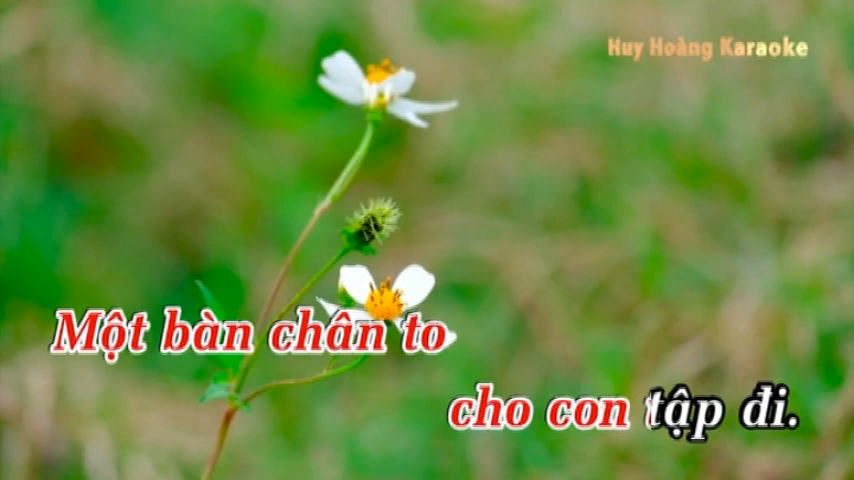 Huy Hoàng Karaoke
Một bàn chân to
cho con tập đi.